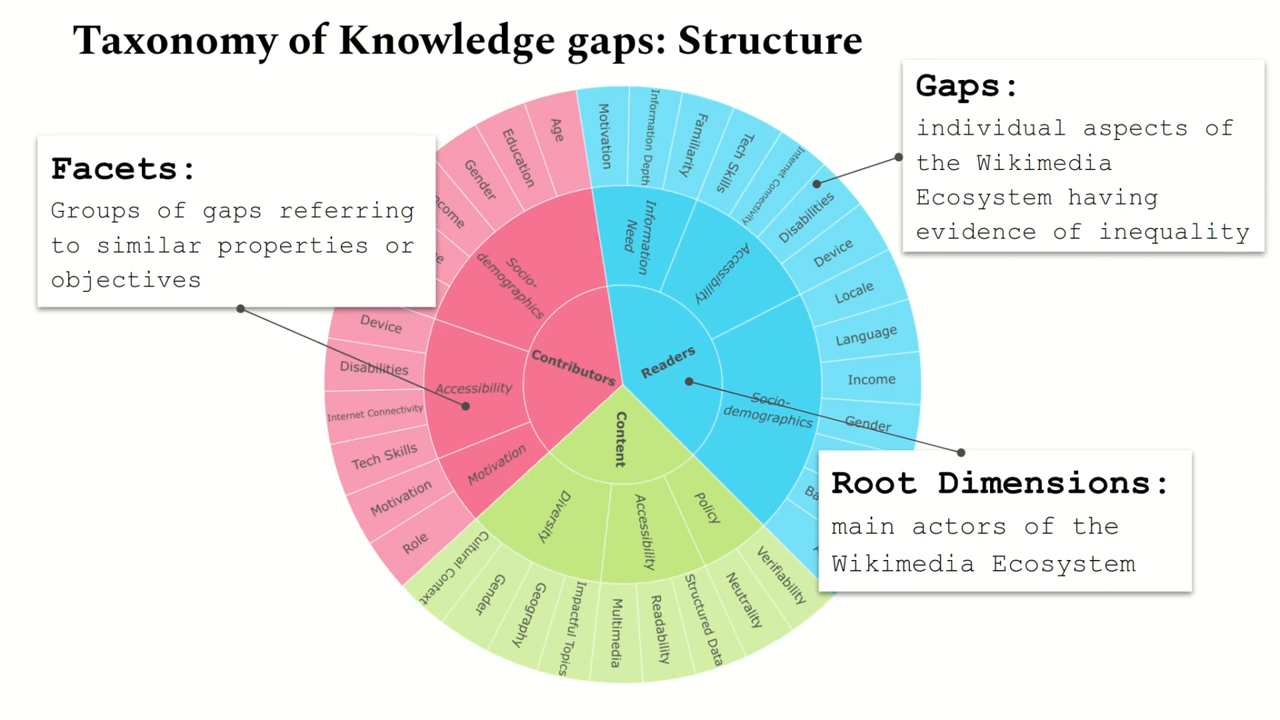 Taxonomy of Knowledge gaps: Structure
Facets:
Groups of gaps referring
to similar properties or
objectives
Gaps:
individual aspects of
the Wikimedia
Ecosystem having
evidence of inequality
Root Dimensions:
main actors of the
Wikimedia Ecosystem
Readers
Information
Need
Accessibility
Socio-
demographics
Motivation
Information Depth
Familiarity
Tech Skills
Internet Connectivity
Disabilities
Device
Locale
Language
Income
Gender
Content
Policy
Accessibility
Diversity
Verifiability
Neutrality
Structured Data
Readability
Multimedia
Impactful Topics
Geography
Gender
Cultural Context
Contributors
Motivation
Accessibility
Socio-
demographics
Role
Motivation
Tech Skills
Internet Connectivity
Disabilities
Device
Gender
Education
Age